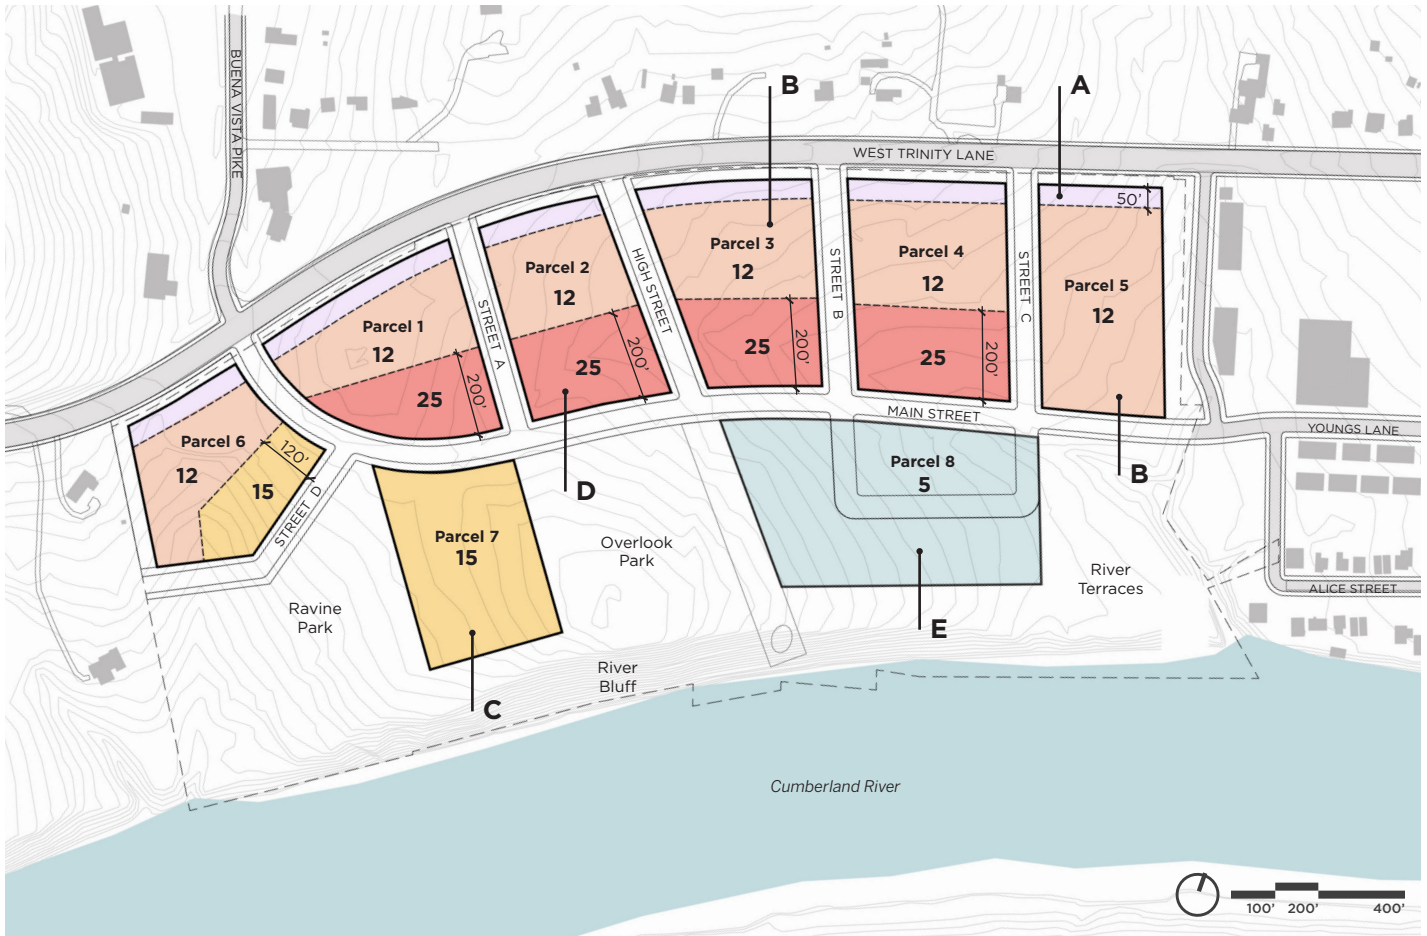 B
A
WEST TRINITY LANE
BUENA VISTA PIKE
50'
Parcel 3
12
Parcel 4
12
Parcel 2
12
Parcel 5
12
Parcel 1
12
HIGH STREET
STREET B
STREET C
STREET A
25
200'
25
200'
25
200'
25
200'
MAIN STREET
YOUNGS LANE
Parcel 6
12
120'
15
STREET D
Parcel 8
5
B
D
Parcel 7
15
Overlook
Park
River
Terraces
ALICE STREET
Ravine
Park
E
River
Bluff
C
Cumberland River
100' 200' 400'